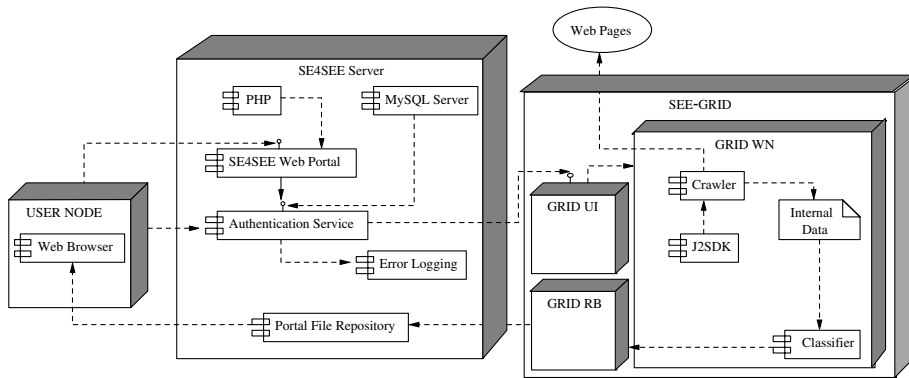 Web Pages
SE4SEE Server
PHP
MySQL Server
SE4SEE Web Portal
Authentication Service
Error Logging
Portal File Repository
USER NODE
Web Browser
SEE-GRID
GRID WN
GRID UI
Crawler
J2SDK
Internal
Data
GRID RB
Classifier